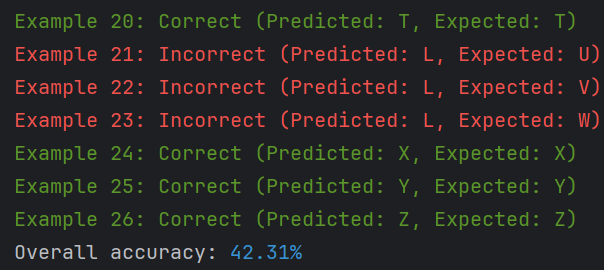 Example 20: Correct (Predicted: T, Expected: T)
Example 21: Incorrect (Predicted: L, Expected: U)
Example 22: Incorrect (Predicted: L, Expected: V)
Example 23: Incorrect (Predicted: L, Expected: W)
Example 24: Correct (Predicted: X, Expected: X)
Example 25: Correct (Predicted: Y, Expected: Y)
Example 26: Correct (Predicted: Z, Expected: Z)
Overall accuracy: 42.31%